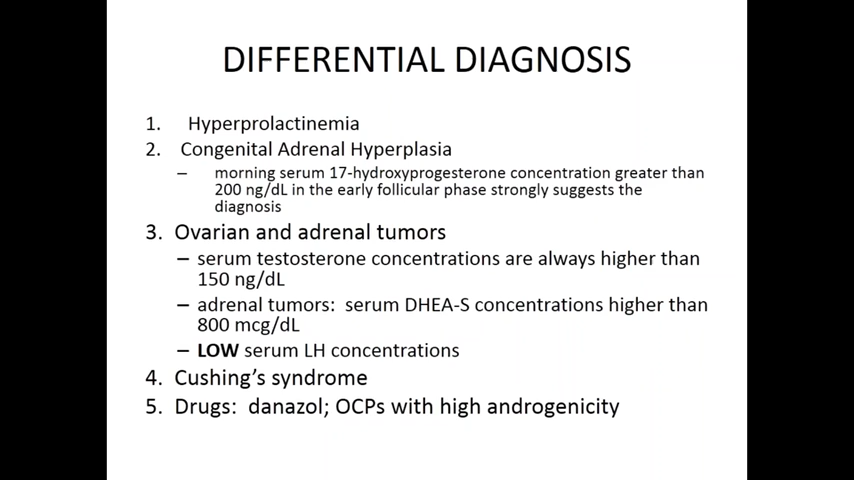 DIFFERENTIAL DIAGNOSIS
1. Hyperprolactinemia
2. Congenital Adrenal Hyperplasia
– morning serum 17-hydroxyprogesterone concentration greater than
200 ng/dL in the early follicular phase strongly suggests the
diagnosis
3. Ovarian and adrenal tumors
– serum testosterone concentrations are always higher than
150 ng/dL
– adrenal tumors: serum DHEA-S concentrations higher than
800 mcg/dL
– LOW serum LH concentrations
4. Cushing’s syndrome
5. Drugs: danazol; OCPs with high androgenicity